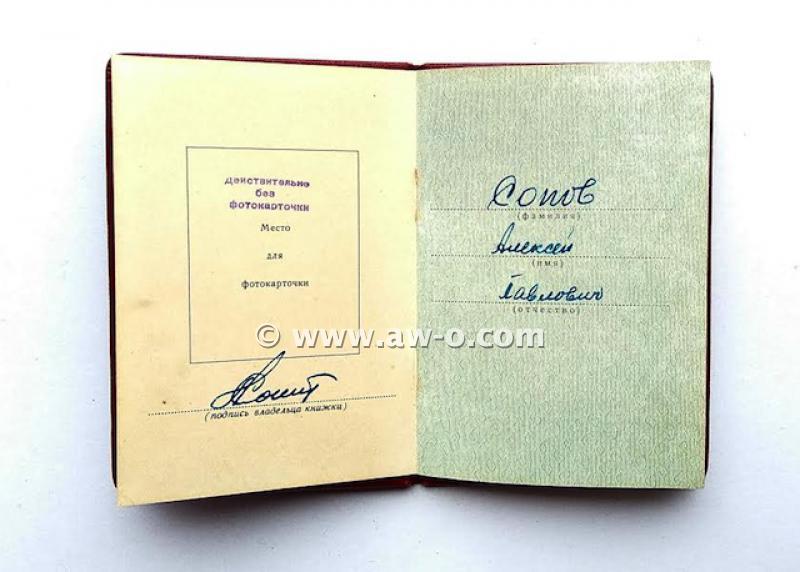 Действительно
без
фотокарточки
Место
для
фотокарточки
(подпись владельца книжки)
Сопов
(фамилия)
Алексей
(имя)
Павлович
(отчество)
© www.aw-o.com